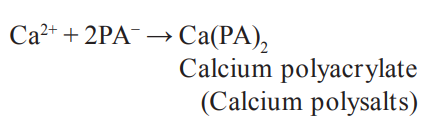 Ca²⁺ + 2PA⁻ → Ca(PA)₂
Calcium polyacrylate
(Calcium polysalts)